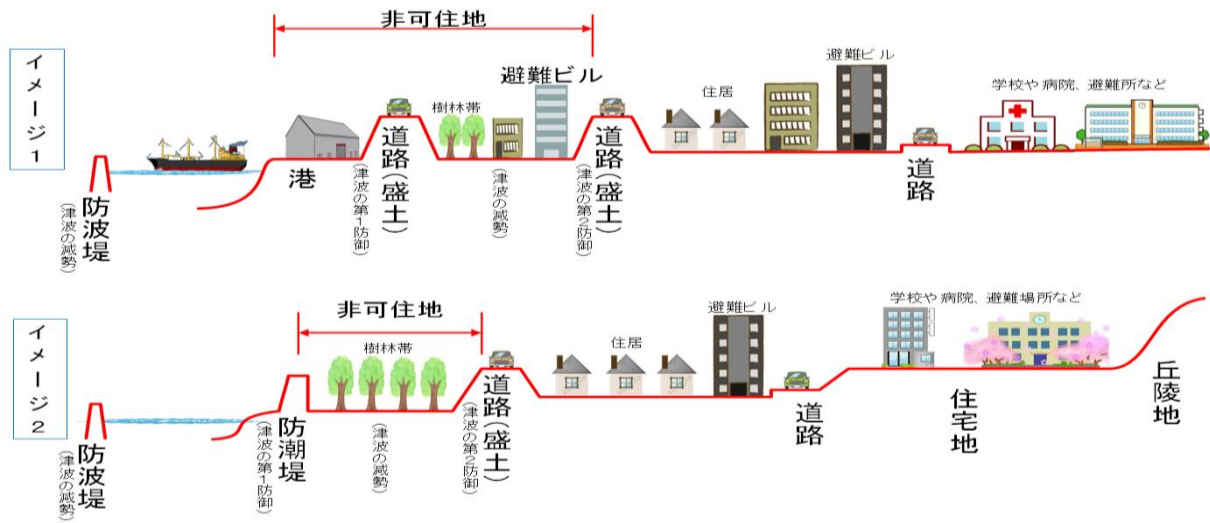 イメージ1
非可住地
避難ビル
避難ビル
樹林帯
住居
学校や病院、避難所など
防波堤
(津波の減勢)
港
道路(盛土)
(津波の第1防御)
(津波の減勢)
道路(盛土)
(津波の第2防御)
道路
イメージ2
非可住地
樹林帯
住居
避難ビル
学校や病院、避難場所など
防波堤
(津波の減勢)
防潮堤
(津波の第1防御)
(津波の減勢)
道路(盛土)
(津波の第2防御)
道路
住宅地
丘陵地